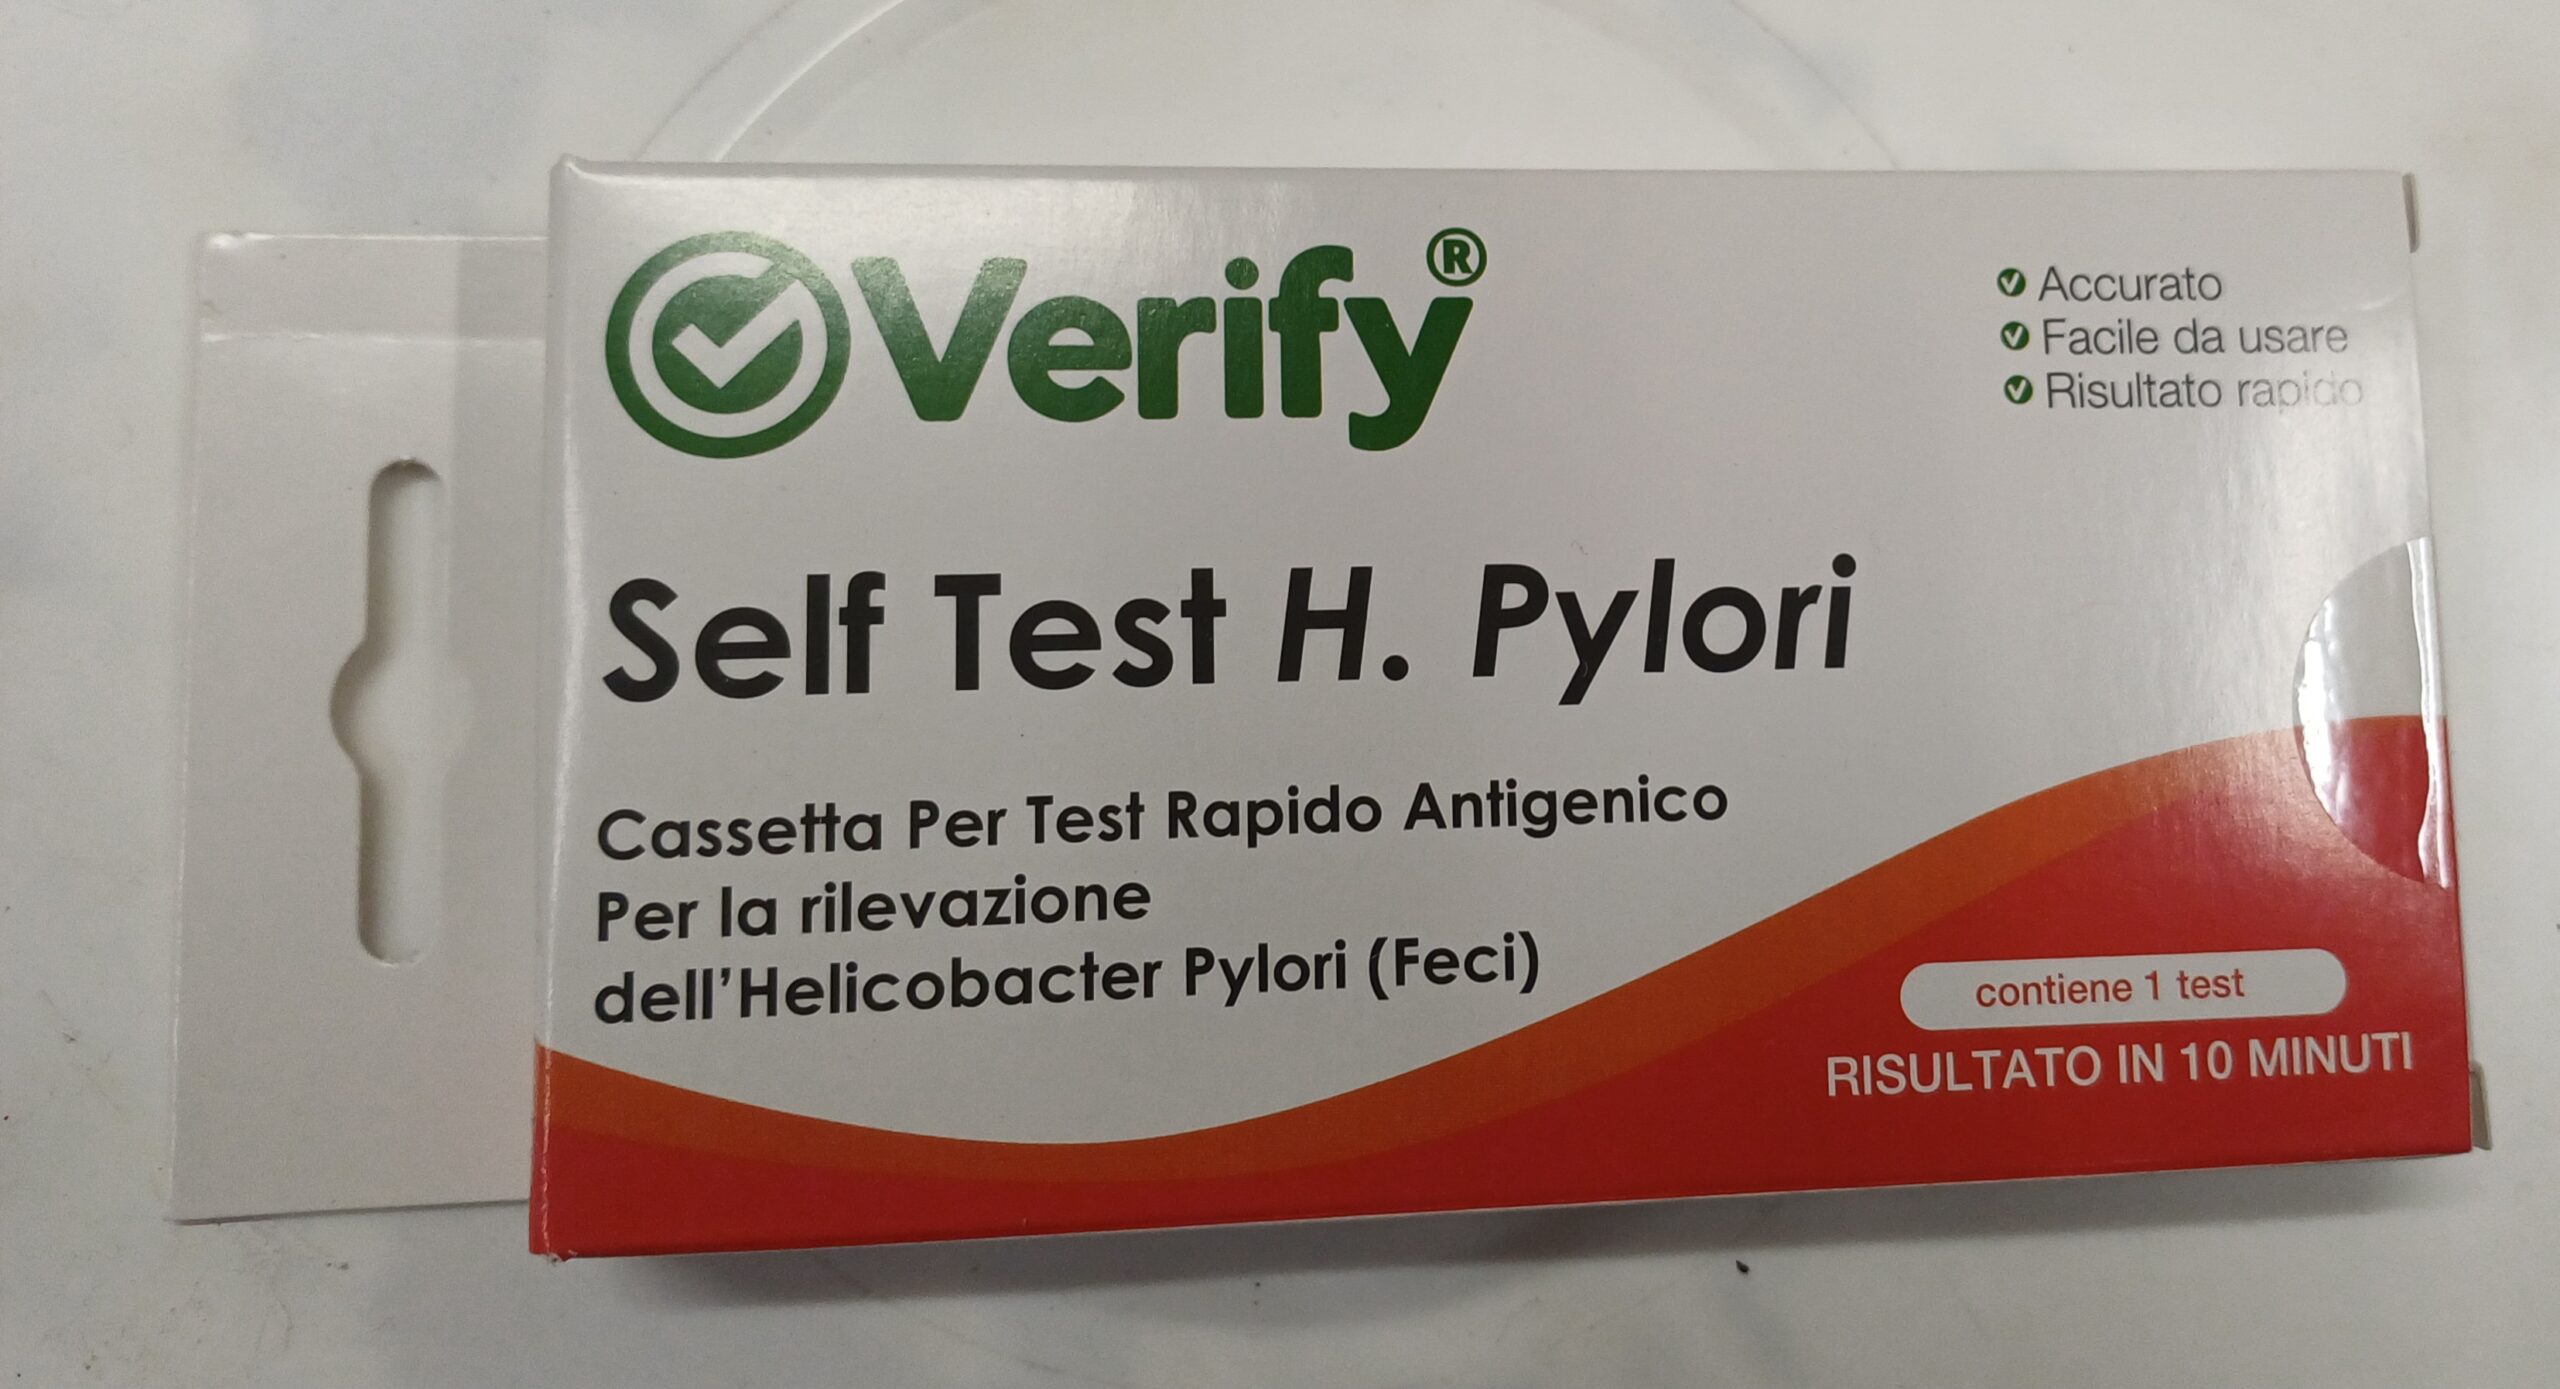 Verify®
Accurato
Facile da usare
Risultato rapido
Self Test H. Pylori
Cassetta Per Test Rapido Antigenico
Per la rilevazione
dell'Helicobacter Pylori (Feci)
contiene 1 test
RISULTATO IN 10 MINUTI